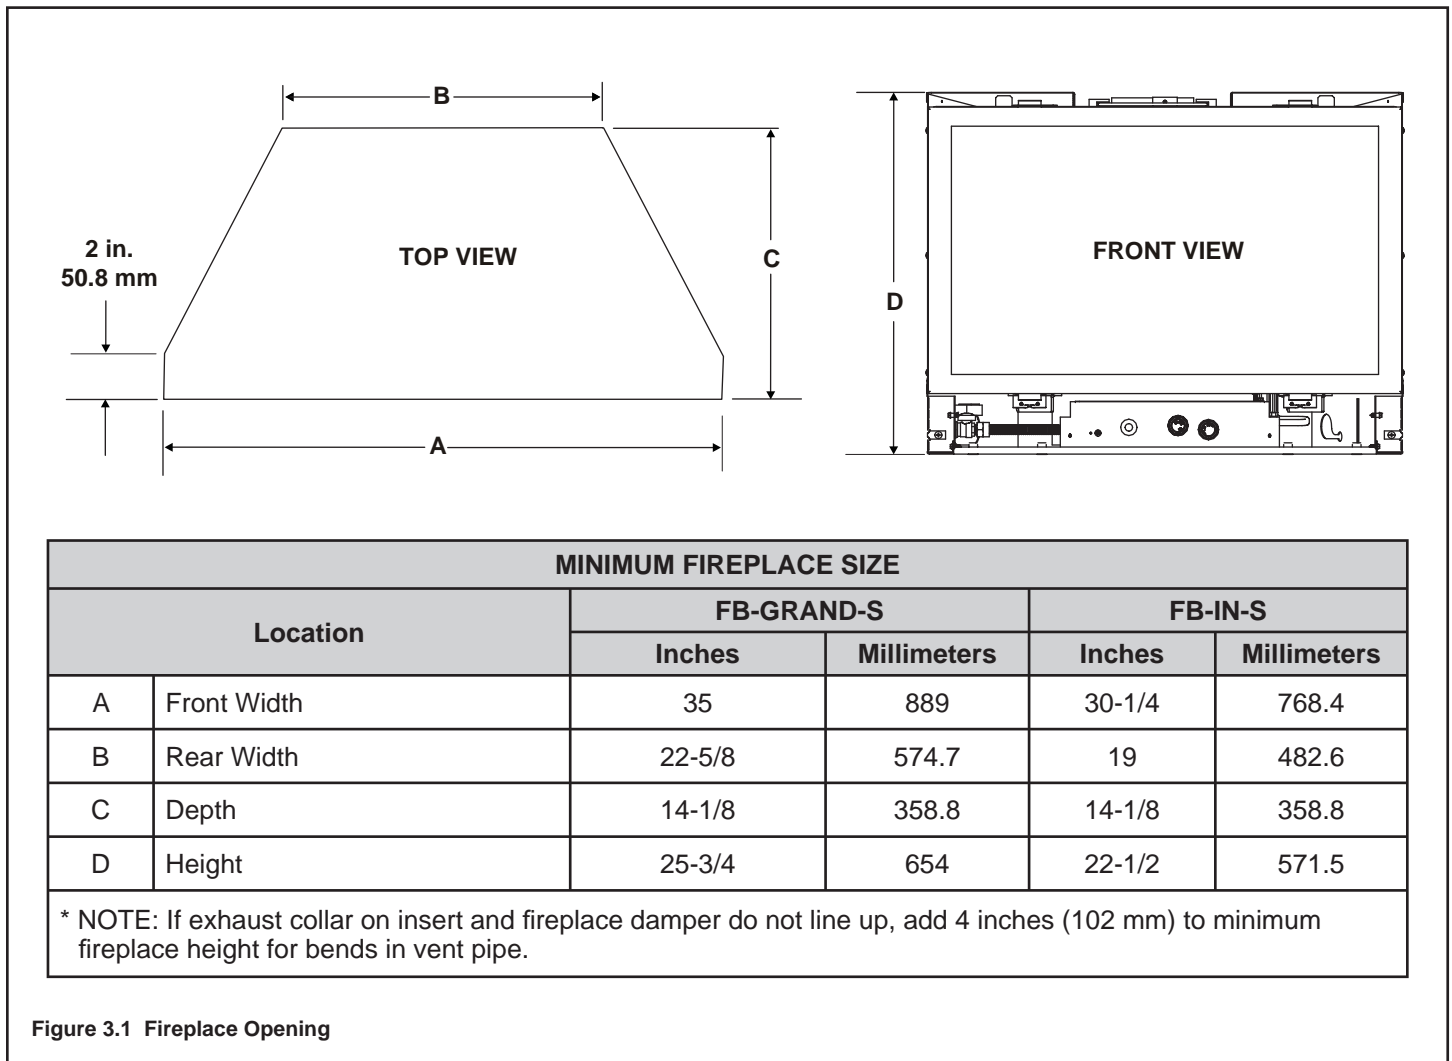 B
2 in.
50.8 mm
TOP VIEW
C
A
D
FRONT VIEW
MINIMUM FIREPLACE SIZE
Location FB-GRAND-S FB-IN-S
Inches Millimeters Inches Millimeters
A Front Width 35 889 30-1/4 768.4
B Rear Width 22-5/8 574.7 19 482.6
C Depth 14-1/8 358.8 14-1/8 358.8
D Height 25-3/4 654 22-1/2 571.5
* NOTE: If exhaust collar on insert and fireplace damper do not line up, add 4 inches (102 mm) to minimum
fireplace height for bends in vent pipe.
Figure 3.1 Fireplace Opening